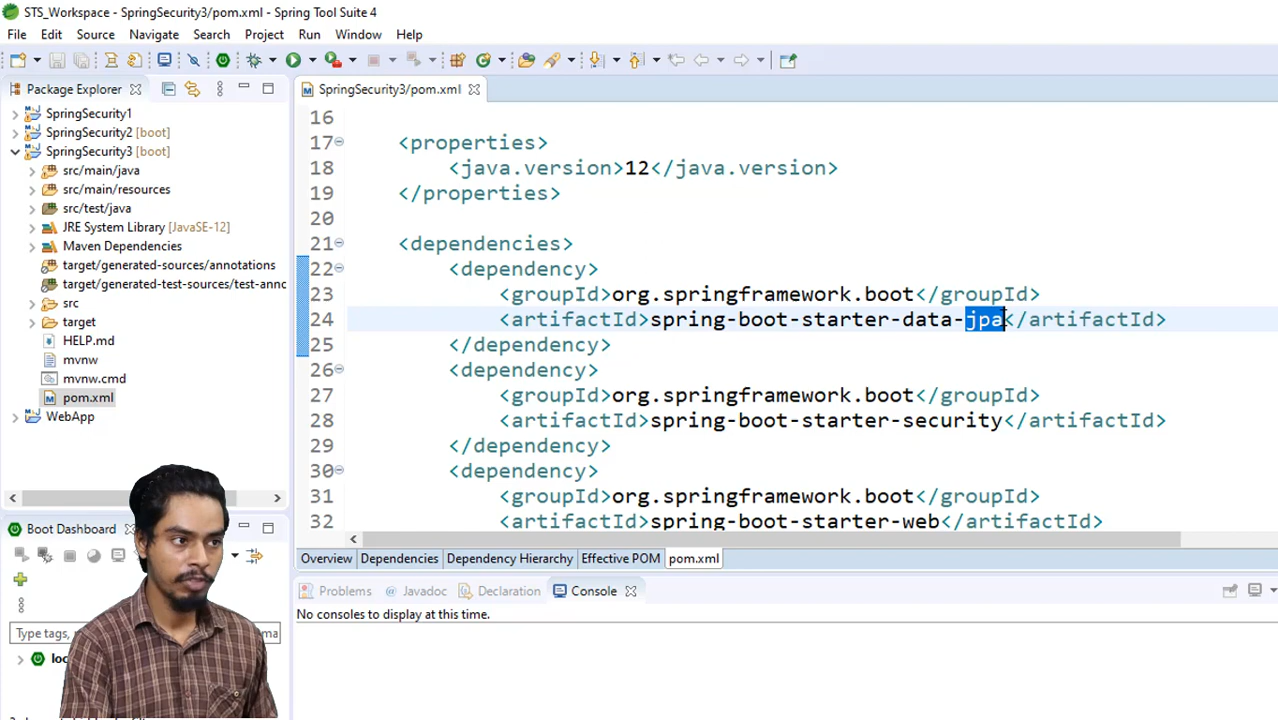 STS_Workspace - SpringSecurity3/pom.xml - Spring Tool Suite 4
File Edit Source Navigate Search Project Run Window Help
Package Explorer
SpringSecurity3/pom.xml
SpringSecurity1
SpringSecurity2 [boot]
SpringSecurity3 [boot]
src/main/java
src/main/resources
src/test/java
JRE System Library [JavaSE-12]
Maven Dependencies
target/generated-sources/annotations
target/generated-test-sources/test-anno
src
target
HELP.md
mvnw
mvnw.cmd
pom.xml
WebApp
16
17 <properties>
18 <java.version>12</java.version>
19 </properties>
20
21 <dependencies>
22 <dependency>
23 <groupId>org.springframework.boot</groupId>
24 <artifactId>spring-boot-starter-data-jpa</artifactId>
25 </dependency>
26 <dependency>
27 <groupId>org.springframework.boot</groupId>
28 <artifactId>spring-boot-starter-security</artifactId>
29 </dependency>
30 <dependency>
31 <groupId>org.springframework.boot</groupId>
32 <artifactId>spring-boot-starter-web</artifactId>
Overview Dependencies Dependency Hierarchy Effective POM pom.xml
Boot Dashboard
Type tags,
Problems @ Javadoc Declaration Console
No consoles to display at this time.